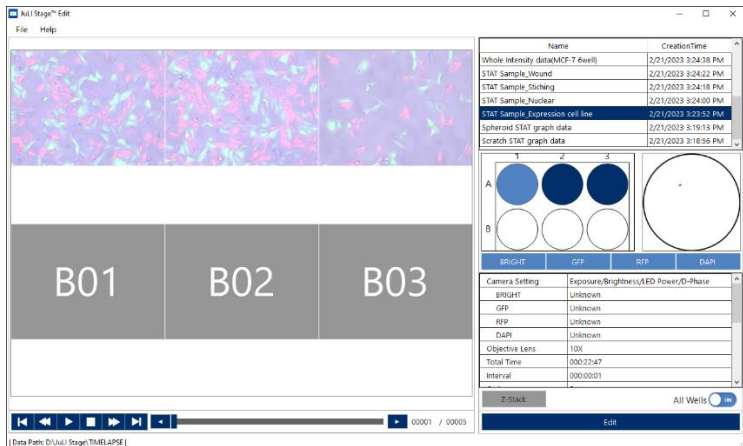 JuLI Stage™ Edit
File Help
Name CreationTime
Whole Intensity data(MCF-7 6well) 2/21/2023 3:24:38 PM
STAT Sample_Wound 2/21/2023 3:24:22 PM
STAT Sample_Stiching 2/21/2023 3:24:18 PM
STAT Sample_Nuclear 2/21/2023 3:24:00 PM
STAT Sample_Expression cell line 2/21/2023 3:23:52 PM
Spheroid STAT graph data 2/21/2023 3:19:13 PM
Scratch STAT graph data 2/21/2023 3:18:56 PM
1 2 3
A
B
BRIGHT GFP RFP DAPI
B01 B02 B03
Camera Setting Exposure/Brightness/LED Power/D-Phase
BRIGHT Unknown
GFP Unknown
RFP Unknown
DAPI Unknown
Objective Lens 10X
Total Time 000:22:47
Interval 000:00:01
Z-Stack All Wells ON
00001 / 00005
Edit
[ Data Path: D:\JuLI Stage\TIMELAPSE ]